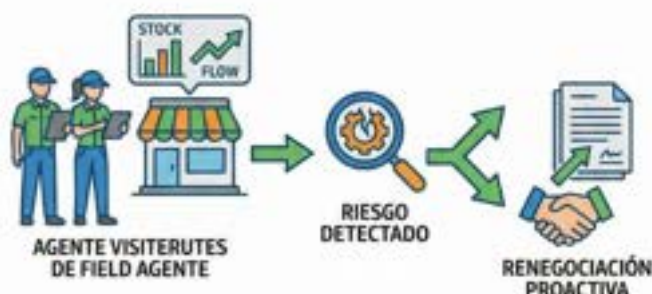 STOCK
FLOW
AGENTE VISITERUTES
DE FIELD AGENTE
RIESGO
DETECTADO
RENEGOCIACIÓN
PROACTIVA